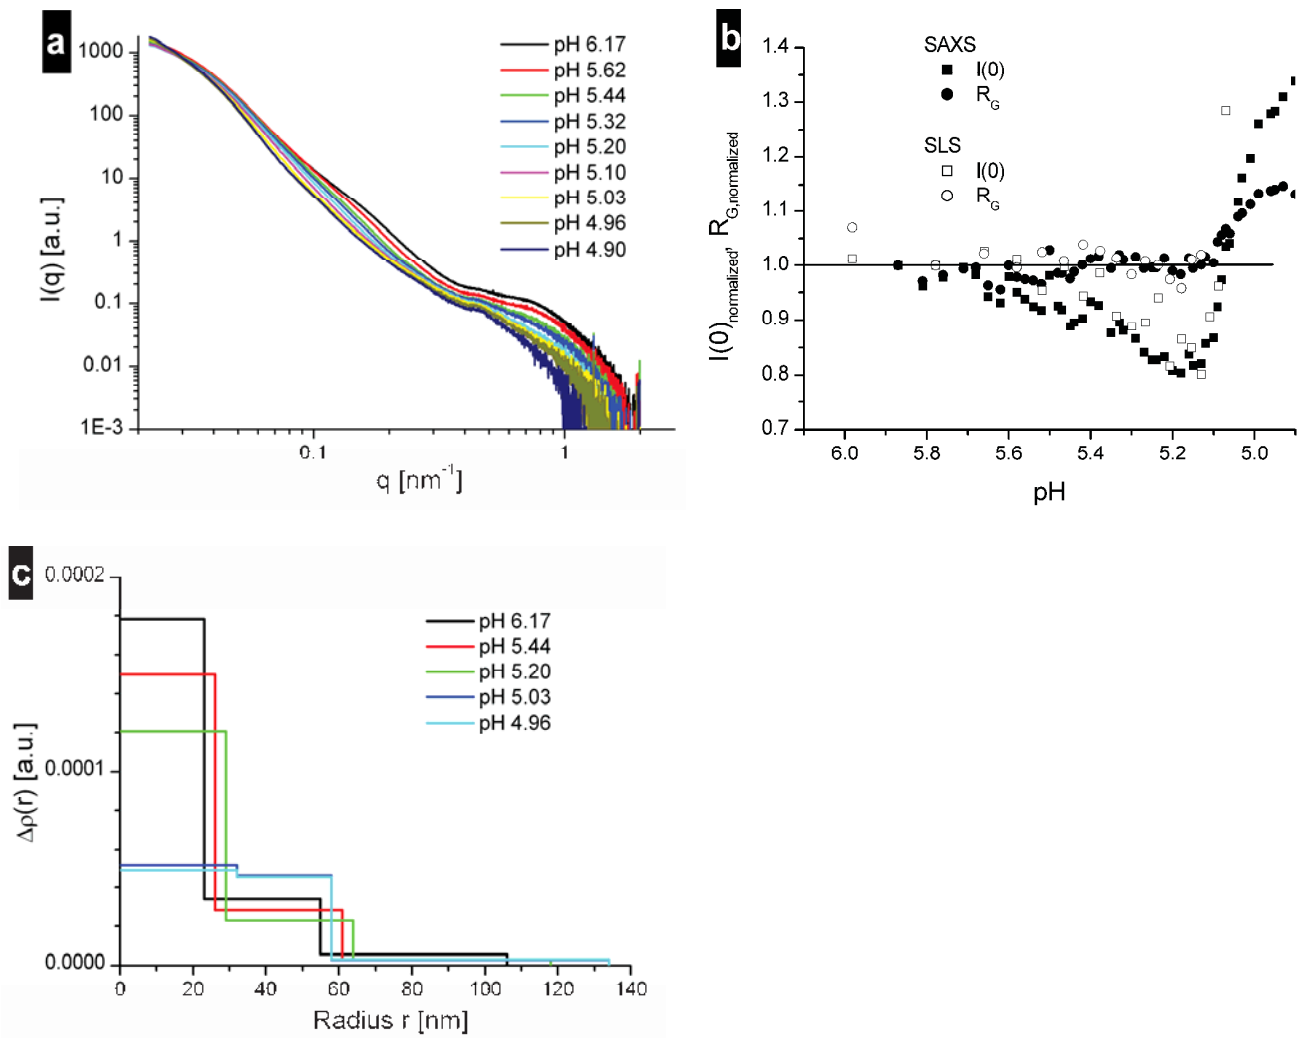 a
1000
100
10
1
0.1
0.01
1E-3
I(q) [a.u.]
0.1
1
q [nm⁻¹]
pH 6.17
pH 5.62
pH 5.44
pH 5.32
pH 5.20
pH 5.10
pH 5.03
pH 4.96
pH 4.90
b
1.4
1.3
1.2
1.1
1.0
0.9
0.8
0.7
I(0)normalized, RG,normalized
SAXS
I(0)
RG
SLS
I(0)
RG
6.0 5.8 5.6 5.4 5.2 5.0
pH
c
0.0002
0.0001
0.0000
Δρ(r) [a.u.]
pH 6.17
pH 5.44
pH 5.20
pH 5.03
pH 4.96
0 20 40 60 80 100 120 140
Radius r [nm]